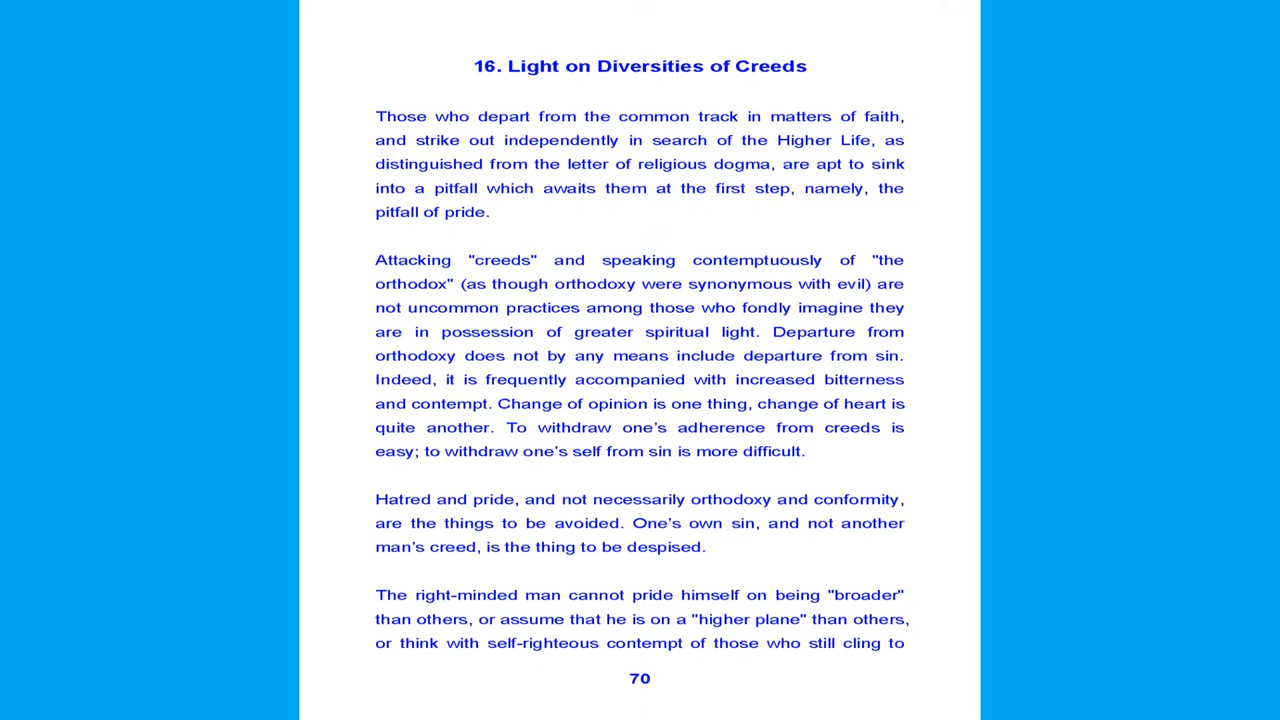 16. Light on Diversities of Creeds
Those who depart from the common track in matters of faith,
and strike out independently in search of the Higher Life, as
distinguished from the letter of religious dogma, are apt to sink
into a pitfall which awaits them at the first step, namely, the
pitfall of pride.
Attacking "creeds" and speaking contemptuously of "the
orthodox" (as though orthodoxy were synonymous with evil) are
not uncommon practices among those who fondly imagine they
are in possession of greater spiritual light. Departure from
orthodoxy does not by any means include departure from sin.
Indeed, it is frequently accompanied with increased bitterness
and contempt. Change of opinion is one thing, change of heart is
quite another. To withdraw one’s adherence from creeds is
easy; to withdraw one’s self from sin is more difficult.
Hatred and pride, and not necessarily orthodoxy and conformity,
are the things to be avoided. One’s own sin, and not another
man’s creed, is the thing to be despised.
The right-minded man cannot pride himself on being "broader"
than others, or assume that he is on a "higher plane" than others,
or think with self-righteous contempt of those who still cling to
70